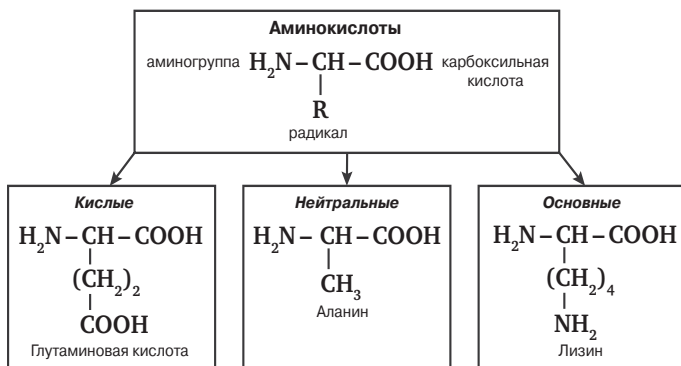 Аминокислоты
аминогруппа H₂N – CH – COOH карбоксильная
кислота
R
радикал
Кислые
H₂N – CH – COOH
(CH₂)₂
COOH
Глутаминовая кислота
Нейтральные
H₂N – CH – COOH
CH₃
Аланин
Основные
H₂N – CH – COOH
(CH₂)₄
NH₂
Лизин